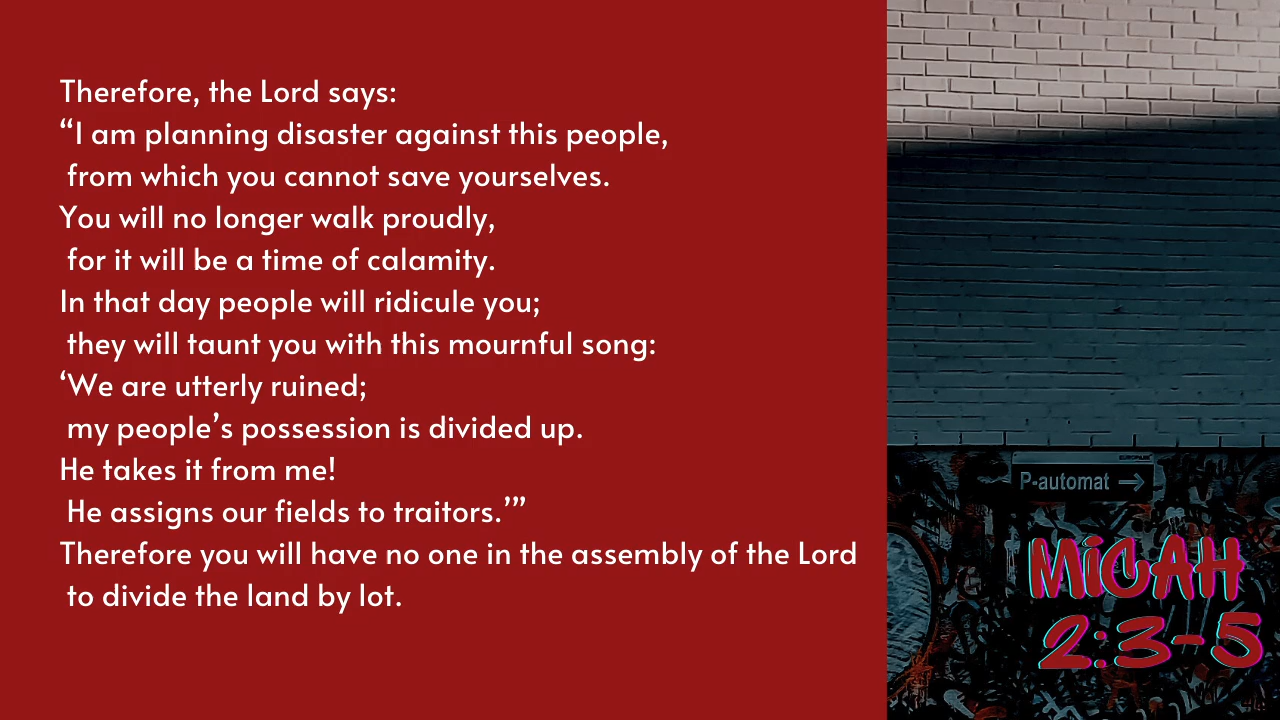 Therefore, the Lord says:
“I am planning disaster against this people,
from which you cannot save yourselves.
You will no longer walk proudly,
for it will be a time of calamity.
In that day people will ridicule you;
they will taunt you with this mournful song:
‘We are utterly ruined;
my people’s possession is divided up.
He takes it from me!
He assigns our fields to traitors.’”
Therefore you will have no one in the assembly of the Lord
to divide the land by lot.
P-automat →
MiCAH
2:3-5